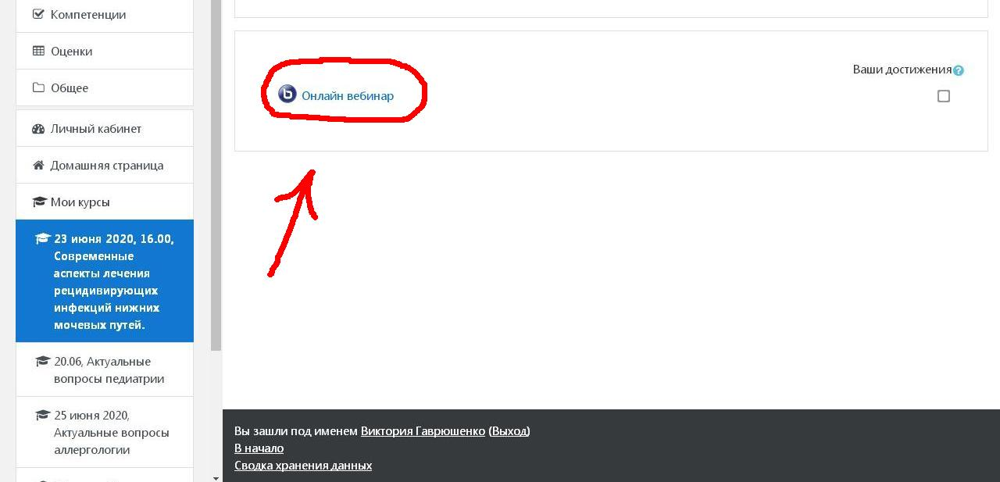 Компетенции
Оценки
Общее
Личный кабинет
Домашняя страница
Мои курсы
23 июня 2020, 16.00,
Современные
аспекты лечения
рецидивирующих
инфекций нижних
мочевых путей.
20.06, Актуальные
вопросы педиатрии
25 июня 2020,
Актуальные вопросы
аллергологии
Ваши достижения
Онлайн вебинар
Вы зашли под именем Виктория Гаврюшенко (Выход)
В начало
Сводка хранения данных